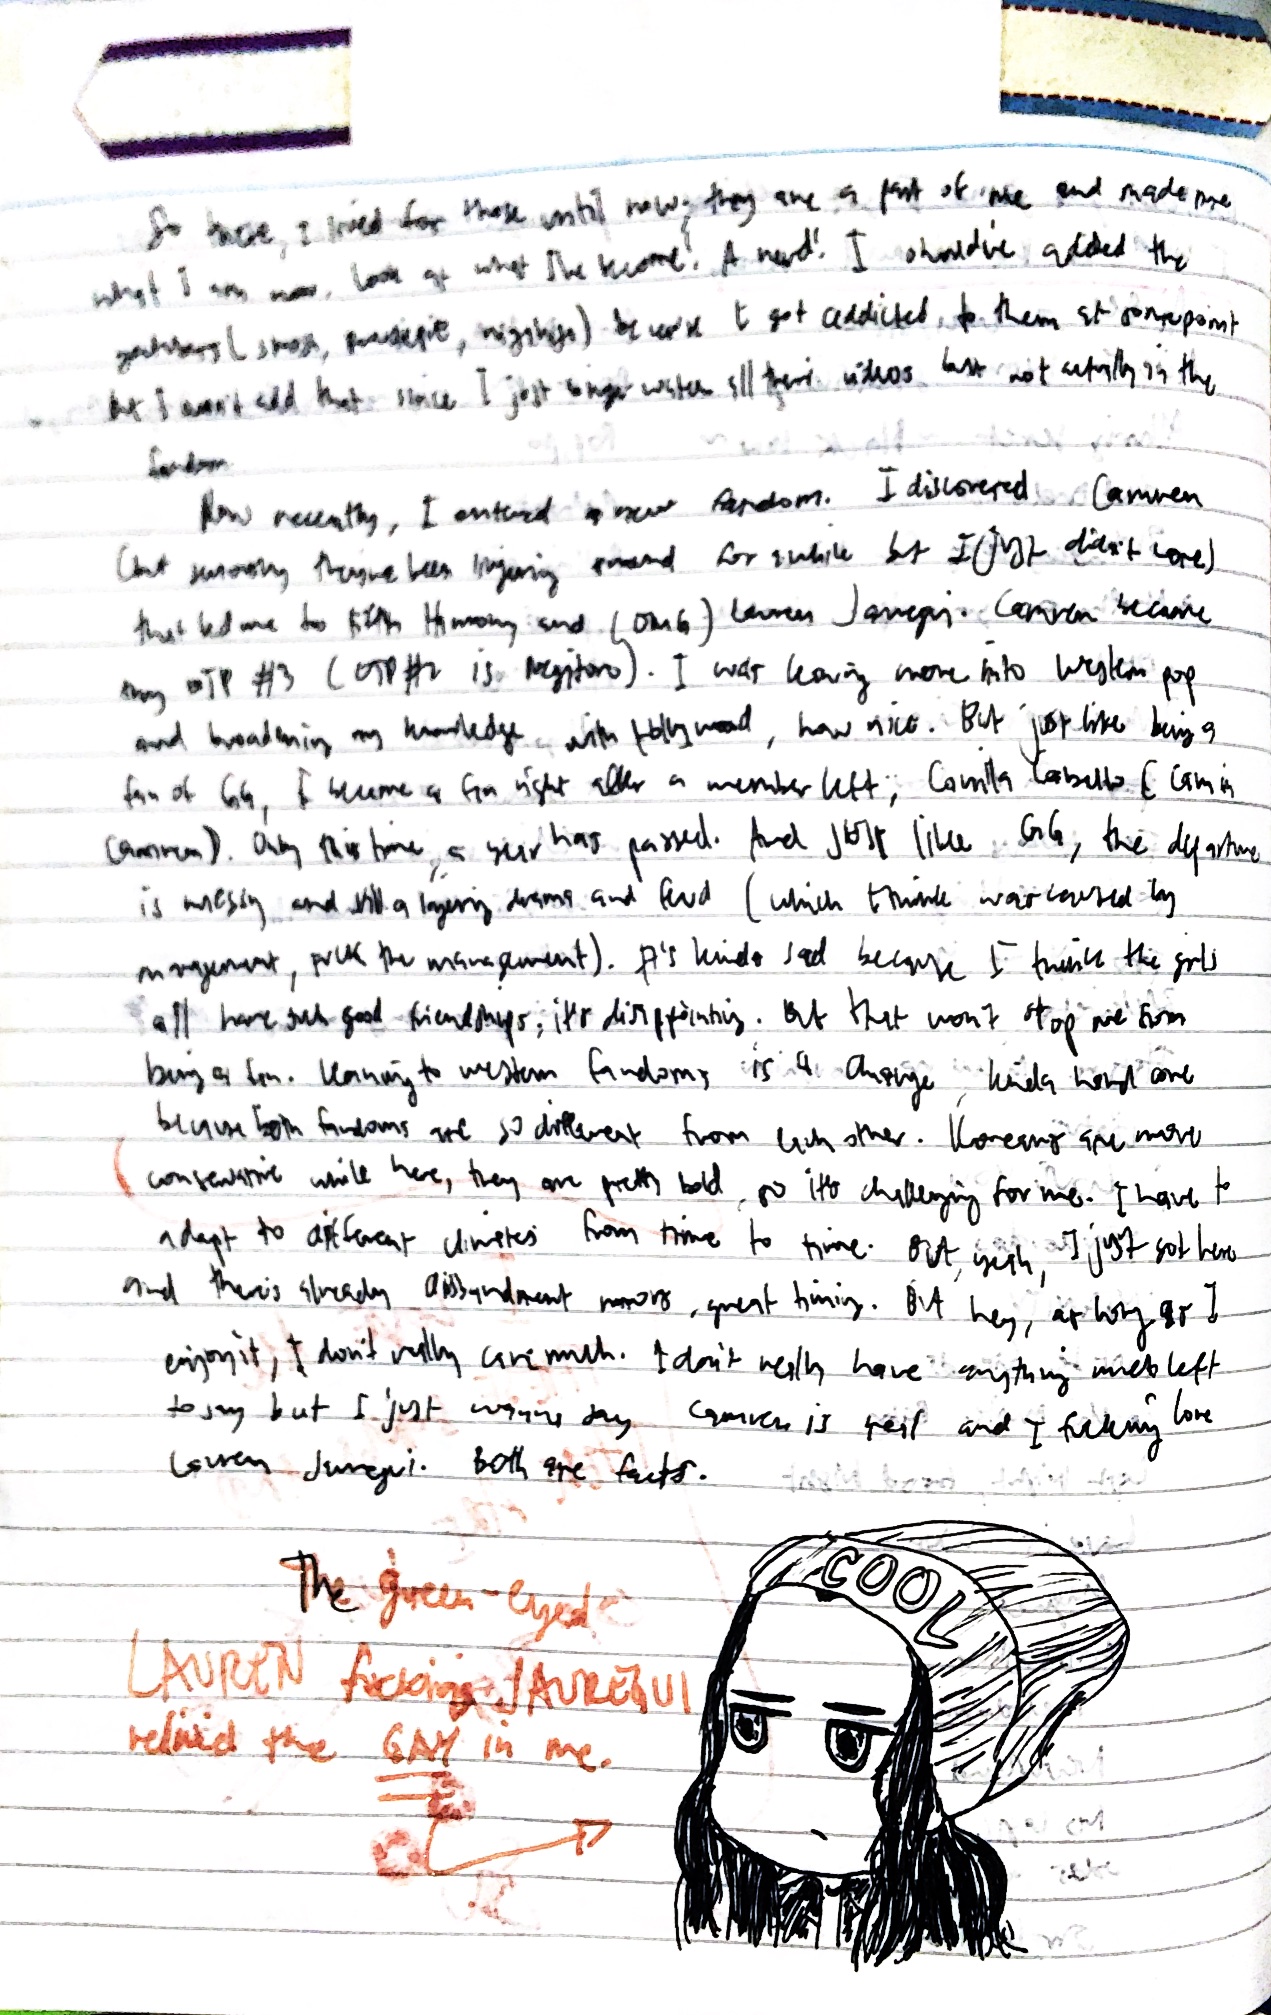 So there, I lived for those until now; they are a part of me and made me
what I am now. Look at what I've become! A nerd! I should've added the
youtubers (smosh, pewdiepie, nigahiga) because I got addicted to them at some point
but I won't add that since I just binge watch all their videos but not actually in the
fandom
Now recently, I entered a new fandom. I discovered Camren
(but seriously they've been lingering around for awhile but I just didn't care)
that led me to Fifth Harmony and (OMG) Lauren Jauregui. Camren became
my OTP #3 (OTP #2 is Negitoro). I was leaning more into Western pop
and broadening my knowledge with Hollywood, how nice. But just like being a
fan of GG, I became a fan right after a member left; Camila Cabello (Cam in
Camren). Only this time, a year has passed. And just like GG, the departure
is messy and still a lingering drama and feud (which I think was caused by
management, fuck the management). It's kinda sad because I think the girls
all have such good friendships, it's disappointing. But that won't stop me from
being a fan. Leaning to western fandoms is a change, kinda hard one
because both fandoms are so different from each other. Koreans are more
conservative while here, they are pretty bold, so it's challenging for me. I have to
adapt to different climates from time to time. But, yeah, I just got here
and there's already disbandment rumors, great timing. But hey, as long as I
enjoy it, I don't really care much. I don't really have anything much left
to say but I just wanna say Camren is real and I fucking love
Lauren Jauregui. Both are facts.
The green-eyed
LAUREN fucking JAUREGUI
relived the GAY in me.
COOL